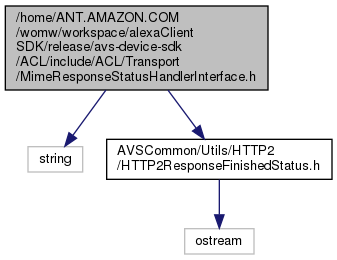 /home/ANT.AMAZON.COM
/womw/workspace/alexaClient
SDK/release/avs-device-sdk
/ACL/include/ACL/Transport
/MimeResponseStatusHandlerInterface.h
string
AVSCommon/Utils/HTTP2
/HTTP2ResponseFinishedStatus.h
ostream